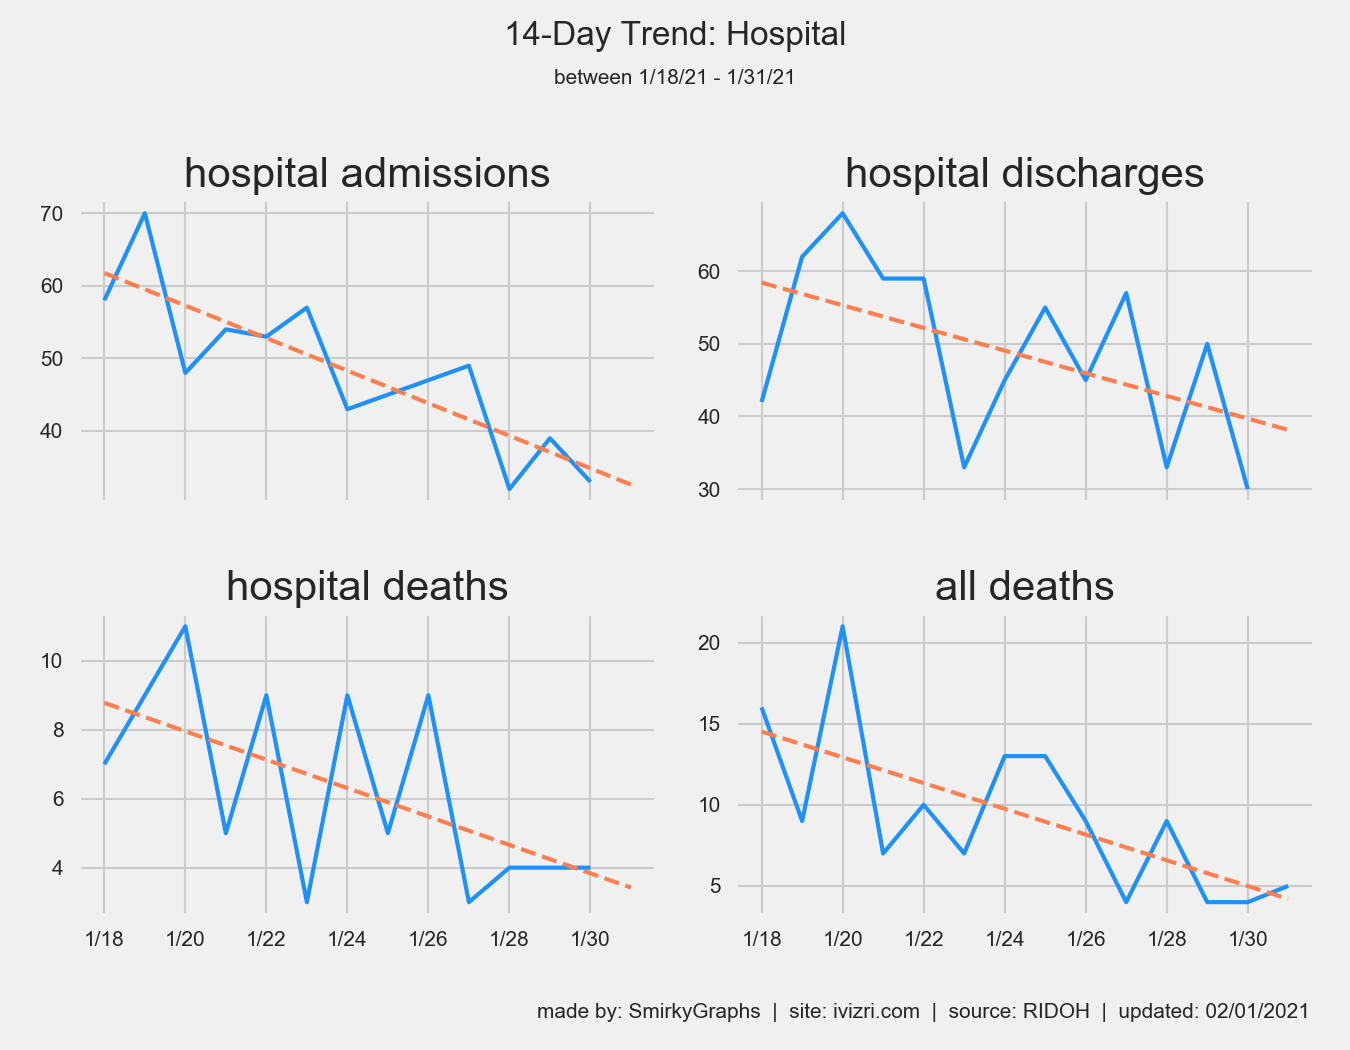 14-Day Trend: Hospital
between 1/18/21 - 1/31/21
hospital admissions
70
60
50
40
hospital discharges
60
50
40
30
hospital deaths
10
8
6
4
1/18 1/20 1/22 1/24 1/26 1/28 1/30
all deaths
20
15
10
5
1/18 1/20 1/22 1/24 1/26 1/28 1/30
made by: SmirkyGraphs | site: ivizri.com | source: RIDOH | updated: 02/01/2021